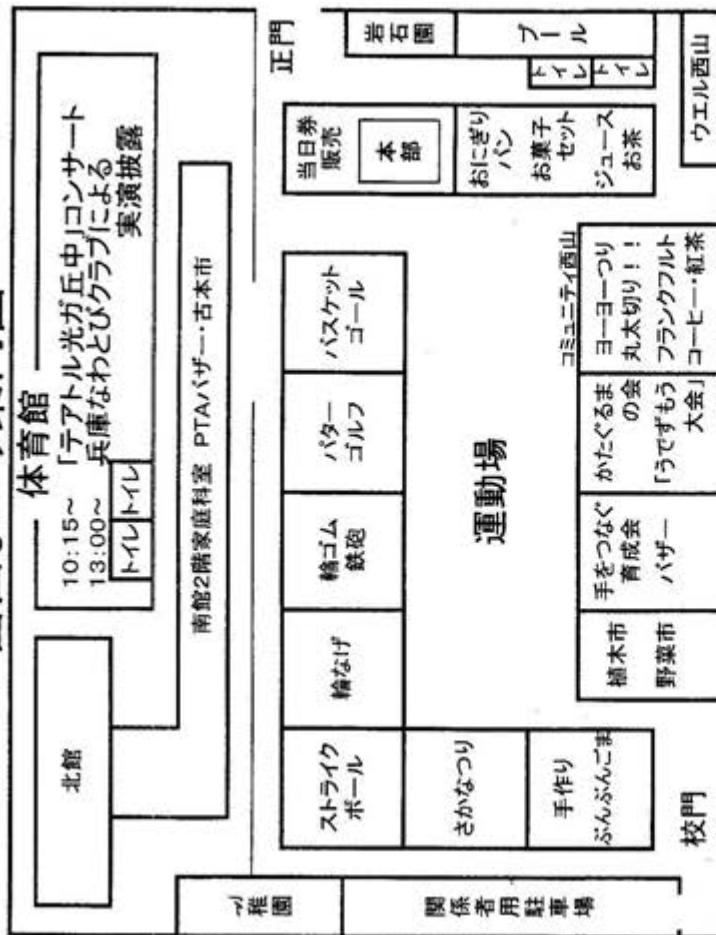 体育館
10:15～ 「テアトル光ガ丘中」コンサート
13:00～ 兵庫なわとびクラブによる
実演披露
トイレ
トイレ
北館
南館2階家庭科室 PTAバザー・古本市
正門
岩石園
プール
トイレ
トイレ
当日券
販売
本部
おにぎり
パン
お菓子
セット
ジュース
お茶
ウエル西山
ストライク
ボール
輪なげ
輪ゴム
鉄砲
パター
ゴルフ
バスケット
ゴール
さかなつり
手作り
ぶんぶんごま
運動場
コミュニティ西山
植木市
野菜市
手をつなぐ
育成会
バザー
かたぐるま
の会
「うでずもう
大会」
ヨーヨーつり
丸太切り！！
フランクフルト
コーヒー・紅茶
校門
稚園
関係者用駐車場